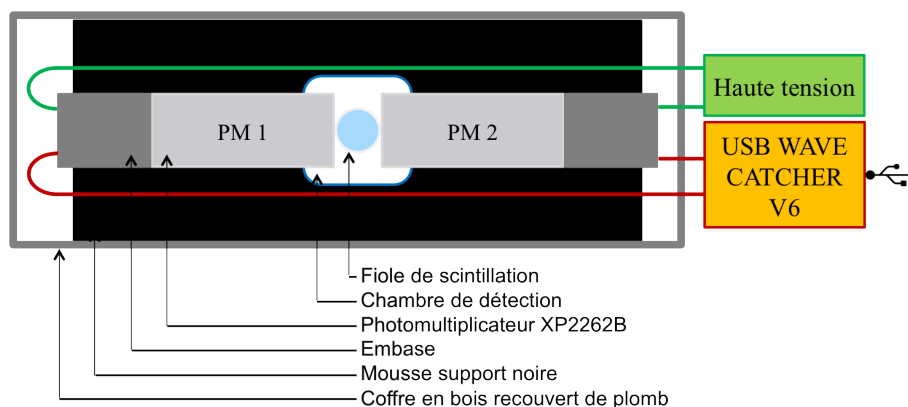 PM 1
PM 2
Haute tension
USB WAVE
CATCHER
V6
Fiole de scintillation
Chambre de détection
Photomultiplicateur XP2262B
Embase
Mousse support noire
Coffre en bois recouvert de plomb